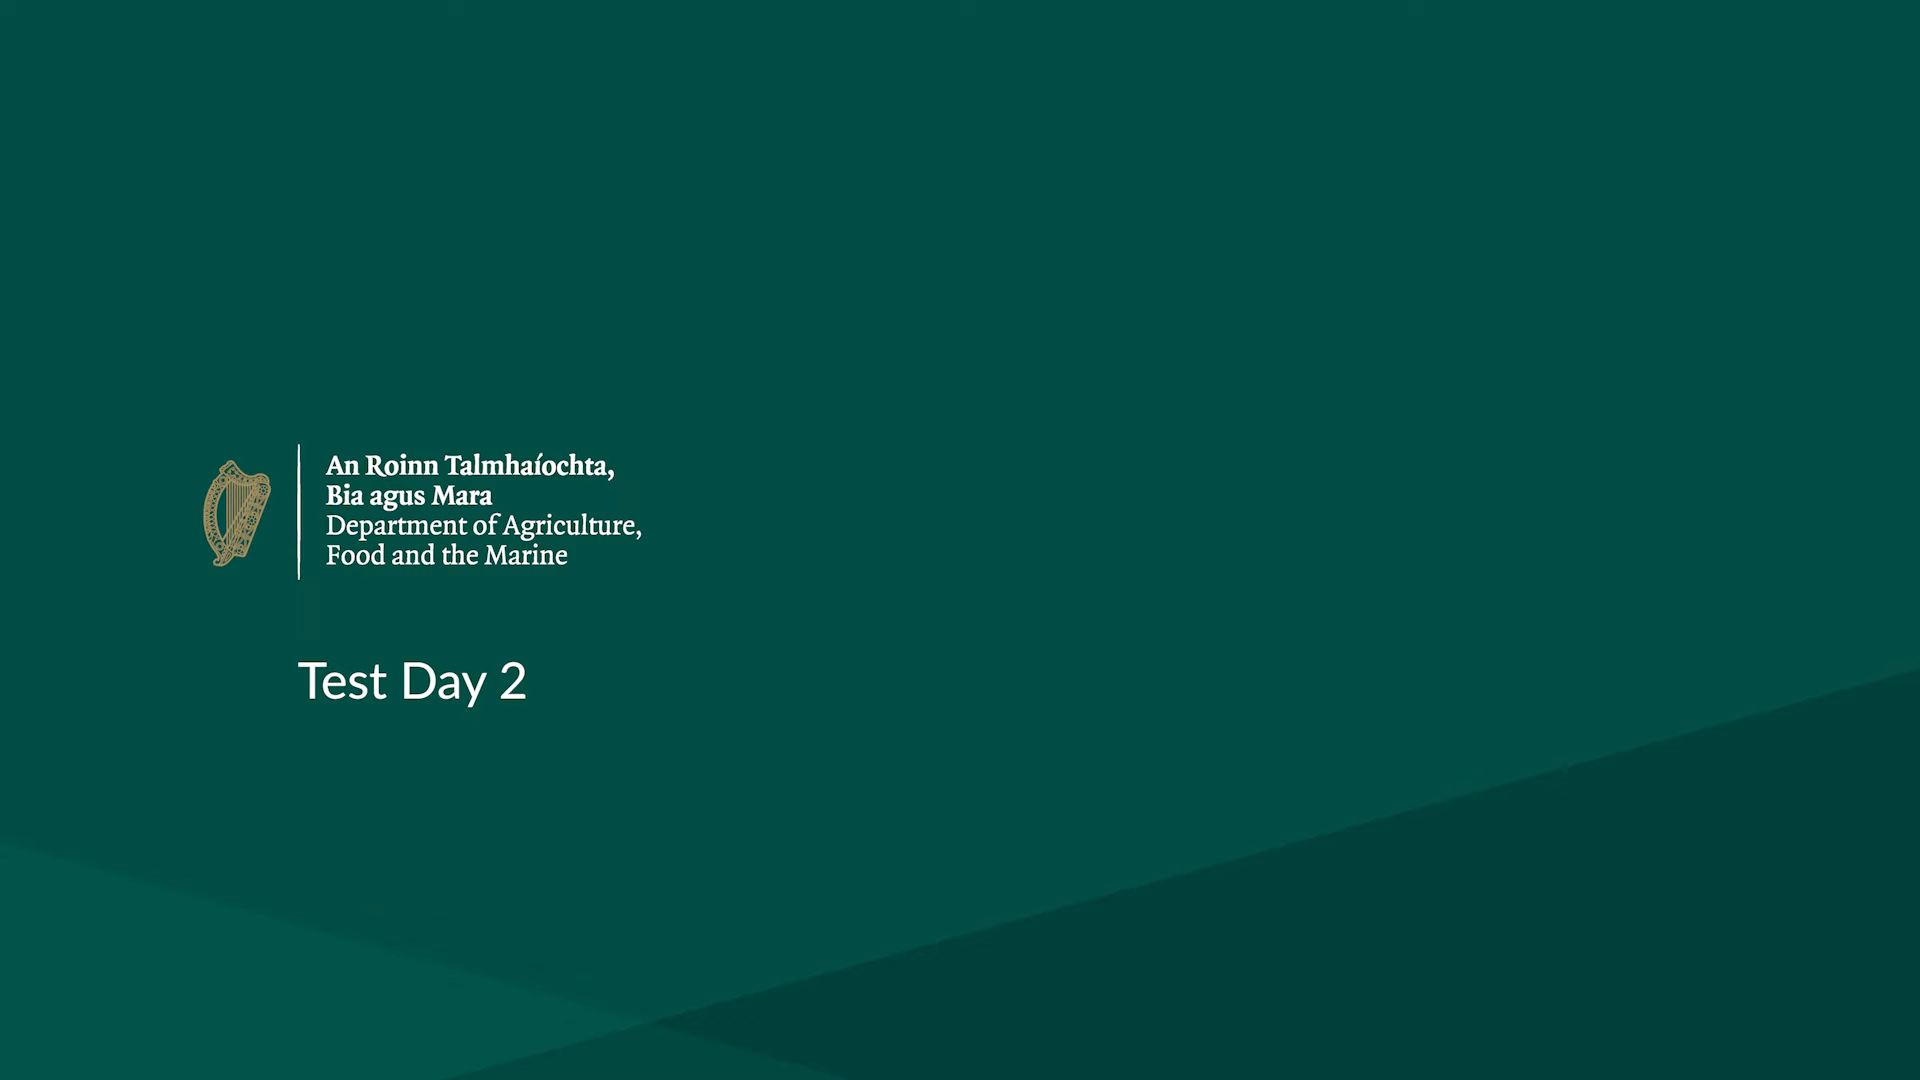 An Roinn Talmhaíochta,
Bia agus Mara
Department of Agriculture,
Food and the Marine
Test Day 2